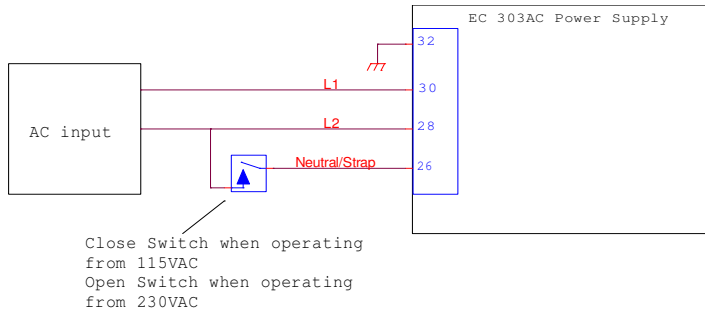 EC 303AC Power Supply
32
L1
30
AC input
L2
28
Neutral/Strap
26
Close Switch when operating
from 115VAC
Open Switch when operating
from 230VAC